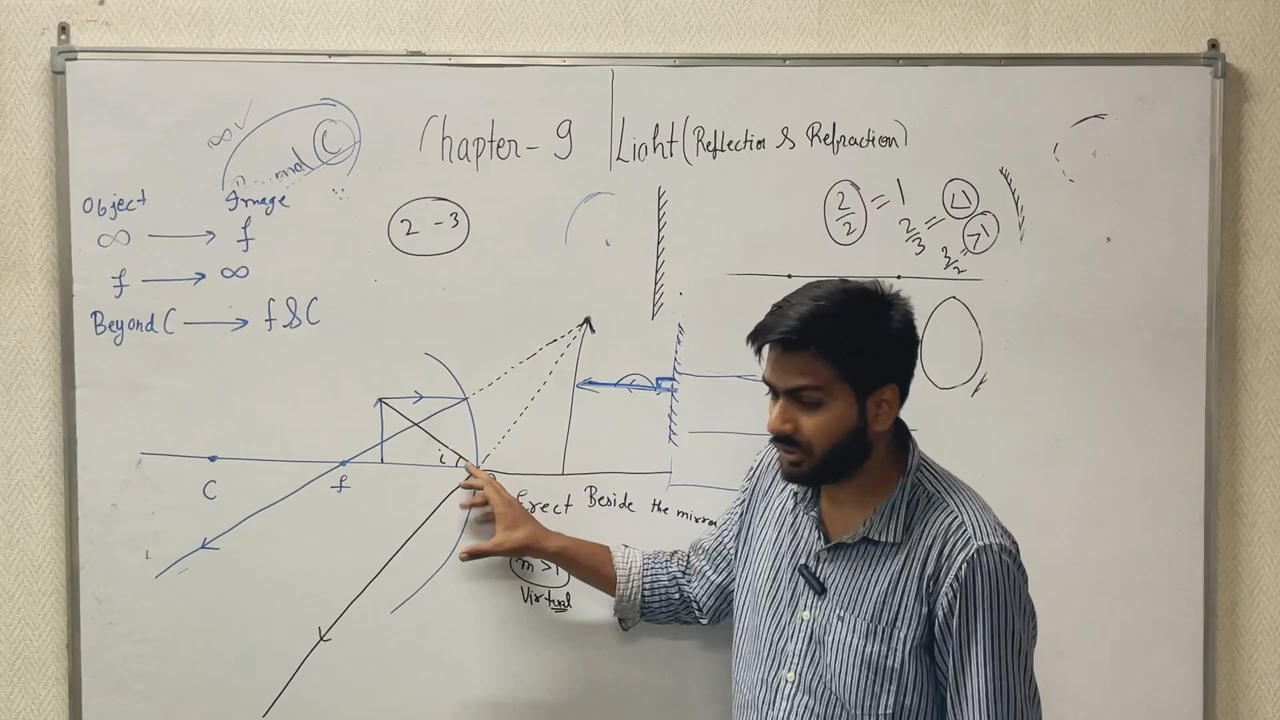 Chapter- 9 Light (Reflection & Refraction)
∞ ✓
C
Object Image
∞ → f
f → ∞
Beyond C → f & C
2 - 3
2/2 = 1
2/3 = <1
3/2 = >1
C
f
i
Erect Beside the mirro
m > 1
Virtual